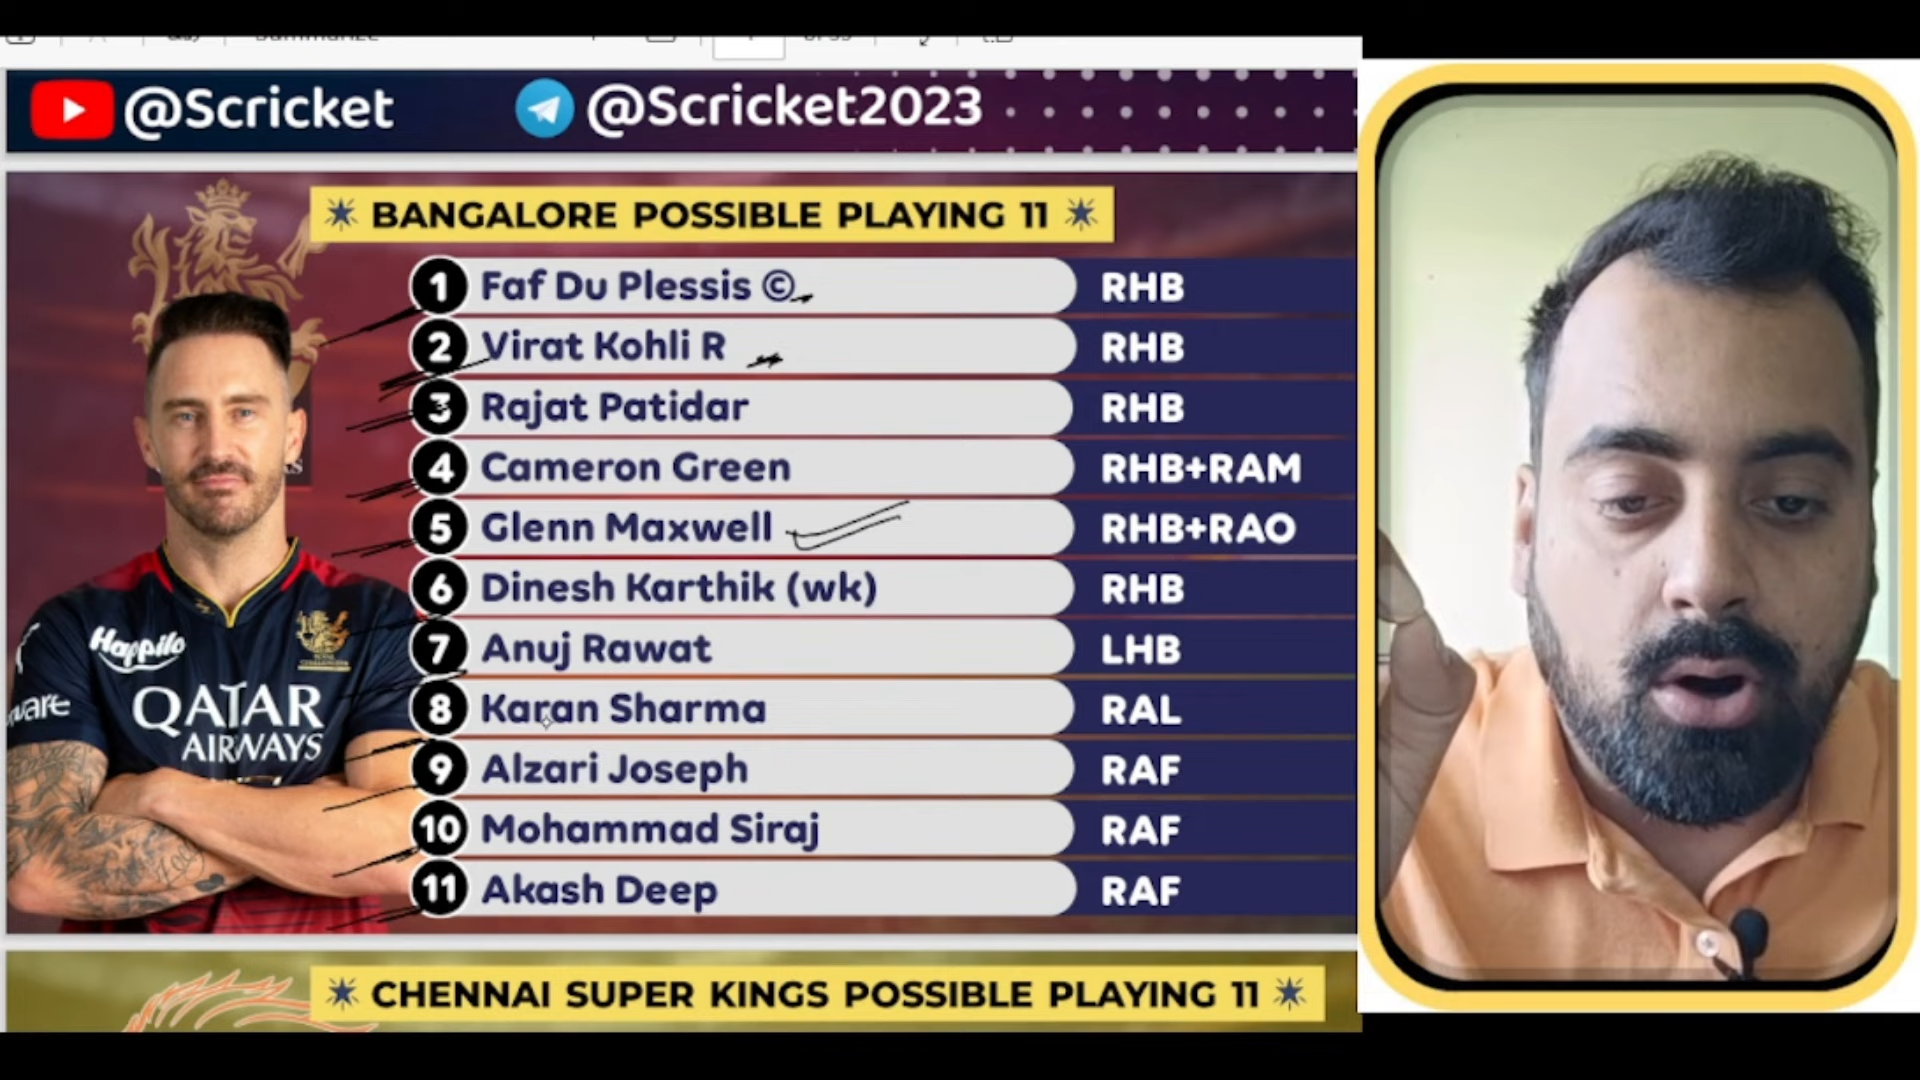 @Scricket @Scricket2023
BANGALORE POSSIBLE PLAYING 11
1 Faf Du Plessis © RHB
2 Virat Kohli R RHB
3 Rajat Patidar RHB
4 Cameron Green RHB+RAM
5 Glenn Maxwell RHB+RAO
6 Dinesh Karthik (wk) RHB
7 Anuj Rawat LHB
8 Karan Sharma RAL
9 Alzari Joseph RAF
10 Mohammad Siraj RAF
11 Akash Deep RAF
Happilo
QATAR
AIRWAYS
CHENNAI SUPER KINGS POSSIBLE PLAYING 11